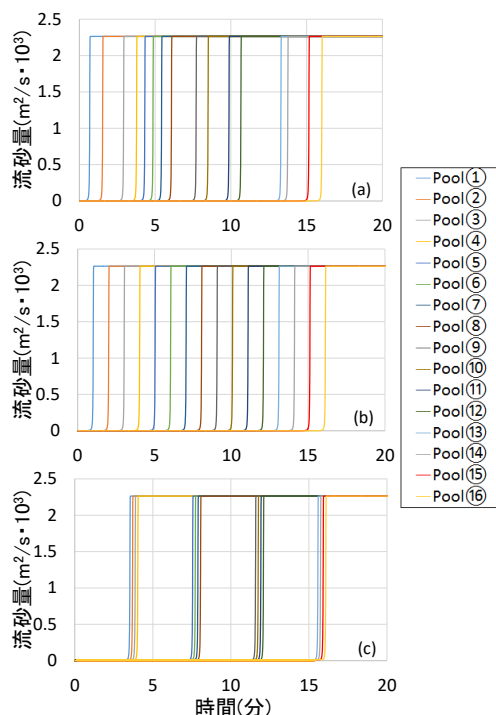 2.5
2
1.5
1
0.5
0
流砂量(m²/s・10³)
(a)
0 5 10 15 20
2.5
2
1.5
1
0.5
0
流砂量(m²/s・10³)
(b)
0 5 10 15 20
2.5
2
1.5
1
0.5
0
流砂量(m²/s・10³)
(c)
0 5 10 15 20
時間(分)
Pool①
Pool②
Pool③
Pool④
Pool⑤
Pool⑥
Pool⑦
Pool⑧
Pool⑨
Pool⑩
Pool⑪
Pool⑫
Pool⑬
Pool⑭
Pool⑮
Pool⑯